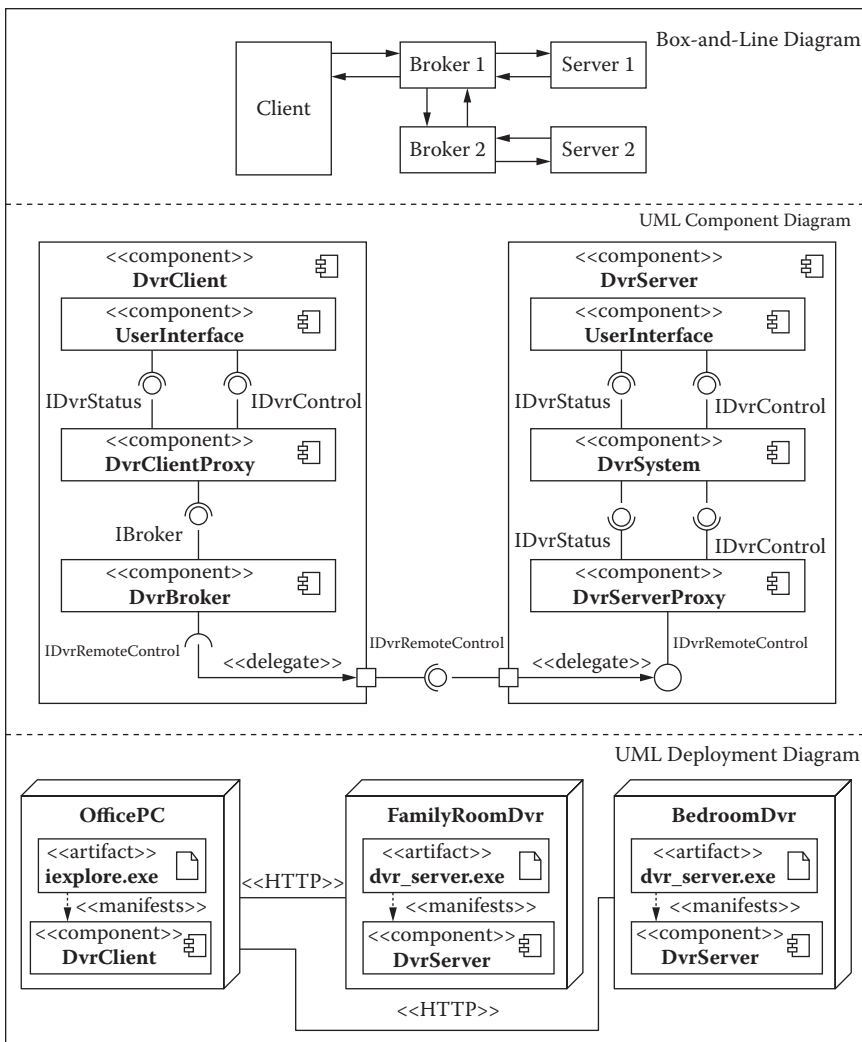 Box-and-Line Diagram
Client
Broker 1
Server 1
Broker 2
Server 2
UML Component Diagram
<<component>>
DvrClient
<<component>>
UserInterface
IDvrStatus
IDvrControl
<<component>>
DvrClientProxy
IBroker
<<component>>
DvrBroker
IDvrRemoteControl
<<delegate>>
IDvrRemoteControl
<<component>>
DvrServer
<<component>>
UserInterface
IDvrStatus
IDvrControl
<<component>>
DvrSystem
IDvrStatus
IDvrControl
<<component>>
DvrServerProxy
IDvrRemoteControl
<<delegate>>
UML Deployment Diagram
OfficePC
<<artifact>>
iexplore.exe
<<manifests>>
<<component>>
DvrClient
<<HTTP>>
FamilyRoomDvr
<<artifact>>
dvr_server.exe
<<manifests>>
<<component>>
DvrServer
BedroomDvr
<<artifact>>
dvr_server.exe
<<manifests>>
<<component>>
DvrServer
<<HTTP>>